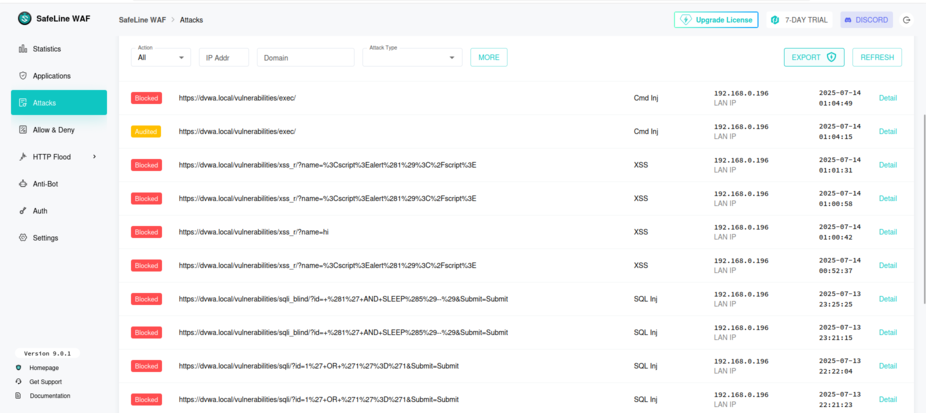 SafeLine WAF
SafeLine WAF > Attacks
Upgrade License
7-DAY TRIAL
DISCORD
Statistics
Applications
Attacks
Allow & Deny
HTTP Flood
Anti-Bot
Auth
Settings
Version 9.0.1
Homepage
Get Support
Documentation
Action
All
IP Addr
Domain
Attack Type
MORE
EXPORT
REFRESH
Blocked https://dvwa.local/vulnerabilities/exec/ Cmd Inj 192.168.0.196 2025-07-14 Detail
LAN IP 01:04:49
Audited https://dvwa.local/vulnerabilities/exec/ Cmd Inj 192.168.0.196 2025-07-14 Detail
LAN IP 01:04:15
Blocked https://dvwa.local/vulnerabilities/xss_r/?name=%3Cscript%3Ealert%281%29%3C%2Fscript%3E XSS 192.168.0.196 2025-07-14 Detail
LAN IP 01:01:31
Blocked https://dvwa.local/vulnerabilities/xss_r/?name=%3Cscript%3Ealert%281%29%3C%2Fscript%3E XSS 192.168.0.196 2025-07-14 Detail
LAN IP 01:00:58
Blocked https://dvwa.local/vulnerabilities/xss_r/?name=hi XSS 192.168.0.196 2025-07-14 Detail
LAN IP 01:00:42
Blocked https://dvwa.local/vulnerabilities/xss_r/?name=%3Cscript%3Ealert%281%29%3C%2Fscript%3E XSS 192.168.0.196 2025-07-14 Detail
LAN IP 00:52:37
Blocked https://dvwa.local/vulnerabilities/sqli_blind/?id=+%281%27+AND+SLEEP%285%29--%29&Submit=Submit SQL Inj 192.168.0.196 2025-07-13 Detail
LAN IP 23:25:25
Blocked https://dvwa.local/vulnerabilities/sqli_blind/?id=+%281%27+AND+SLEEP%285%29--%29&Submit=Submit SQL Inj 192.168.0.196 2025-07-13 Detail
LAN IP 23:21:15
Blocked https://dvwa.local/vulnerabilities/sqli/?id=1%27+OR+%271%27%3D%271&Submit=Submit SQL Inj 192.168.0.196 2025-07-13 Detail
LAN IP 22:22:04
Blocked https://dvwa.local/vulnerabilities/sqli/?id=1%27+OR+%271%27%3D%271&Submit=Submit SQL Inj 192.168.0.196 2025-07-13 Detail
LAN IP 22:21:23